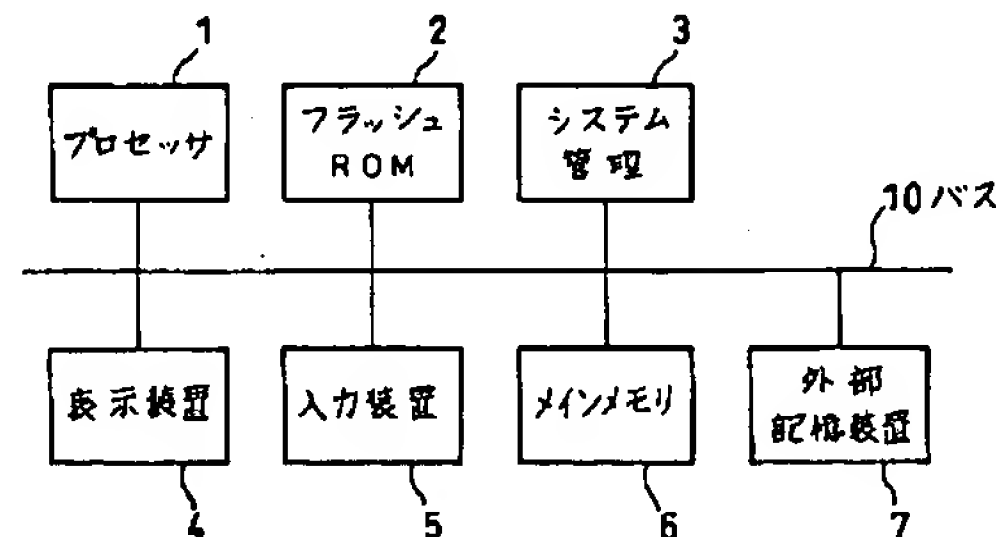 1
2
3
プロセッサ
フラッシュ
ROM
システム
管理
10 バス
表示装置
入力装置
メインメモリ
外部
記憶装置
4
5
6
7